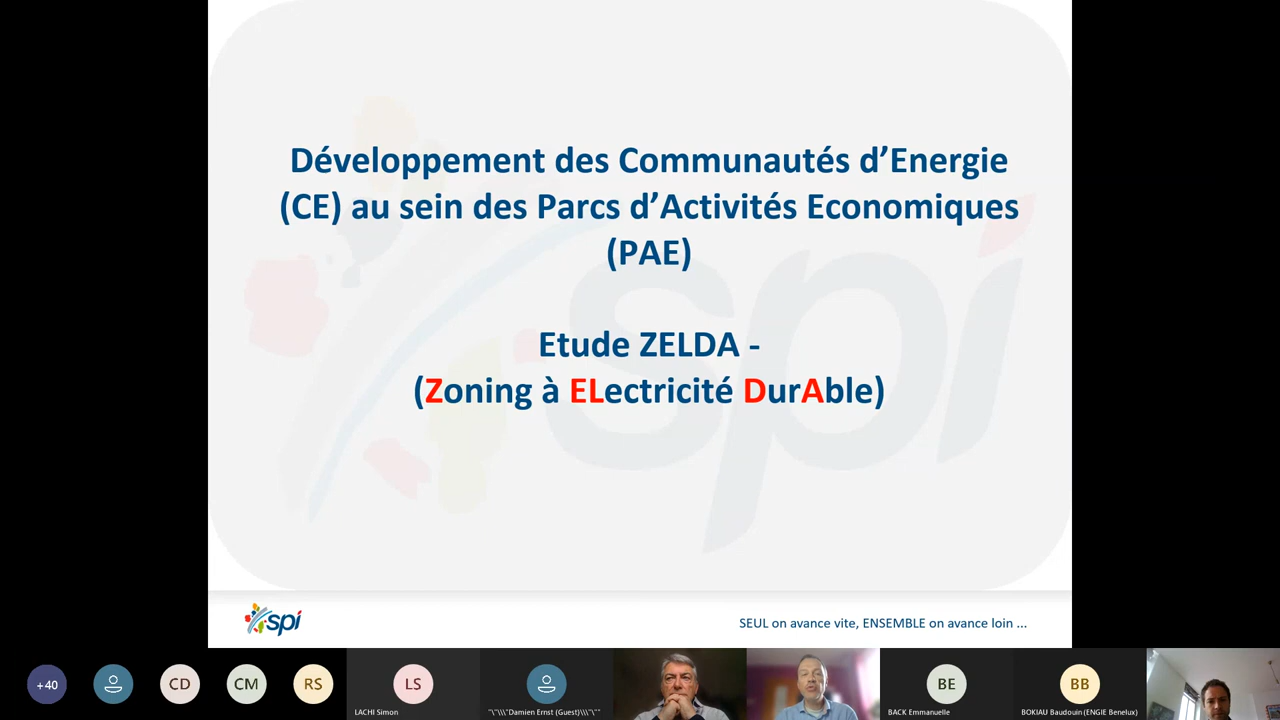 Développement des Communautés d’Energie
(CE) au sein des Parcs d’Activités Economiques
(PAE)
Etude ZELDA -
(Zoning à ELectricité DurAble)
spi
spi
SEUL on avance vite, ENSEMBLE on avance loin ...
+40
CD
CM
RS
LS
LACHI Simon
"\"\\\"Damien Ernst (Guest)\\\"\""
BE
BACK Emmanuelle
BB
BOKIAU Baudouin (ENGIE Benelux)